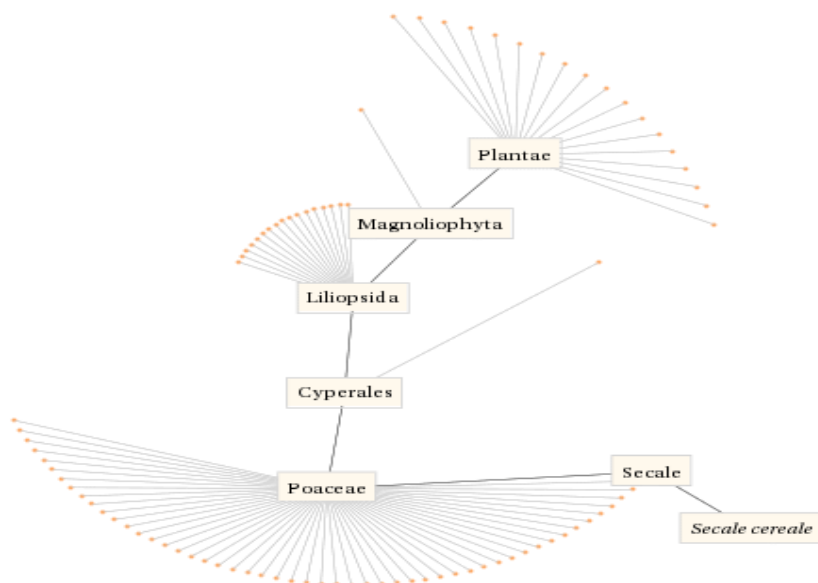 Plantae
Magnoliophyta
Liliopsida
Cyperales
Secale
Poaceae
Secale cereale